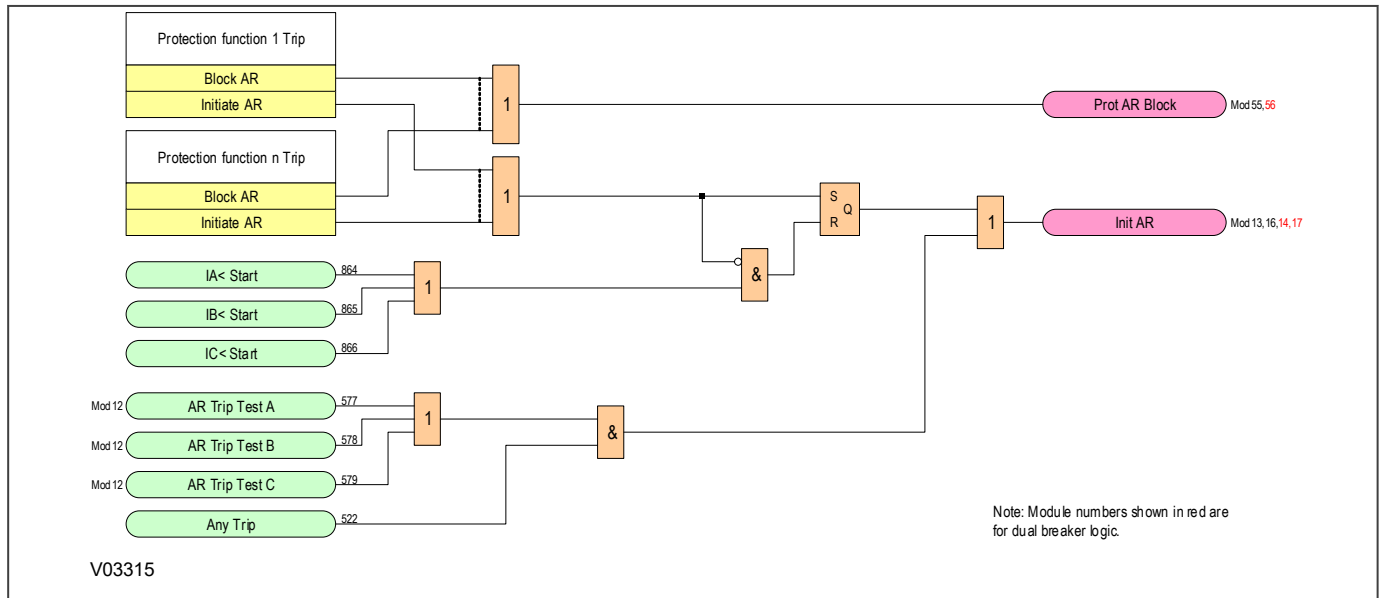 Protection function 1 Trip
Block AR
Initiate AR
1
Prot AR Block
Mod 55,56
Protection function n Trip
Block AR
Initiate AR
1
S
Q
R
1
Init AR
Mod 13, 16,14, 17
&
IA< Start
864
IB< Start
865
IC< Start
866
1
Mod 12
AR Trip Test A
577
Mod 12
AR Trip Test B
578
Mod 12
AR Trip Test C
579
Any Trip
522
1
&
Note: Module numbers shown in red are
for dual breaker logic.
V03315